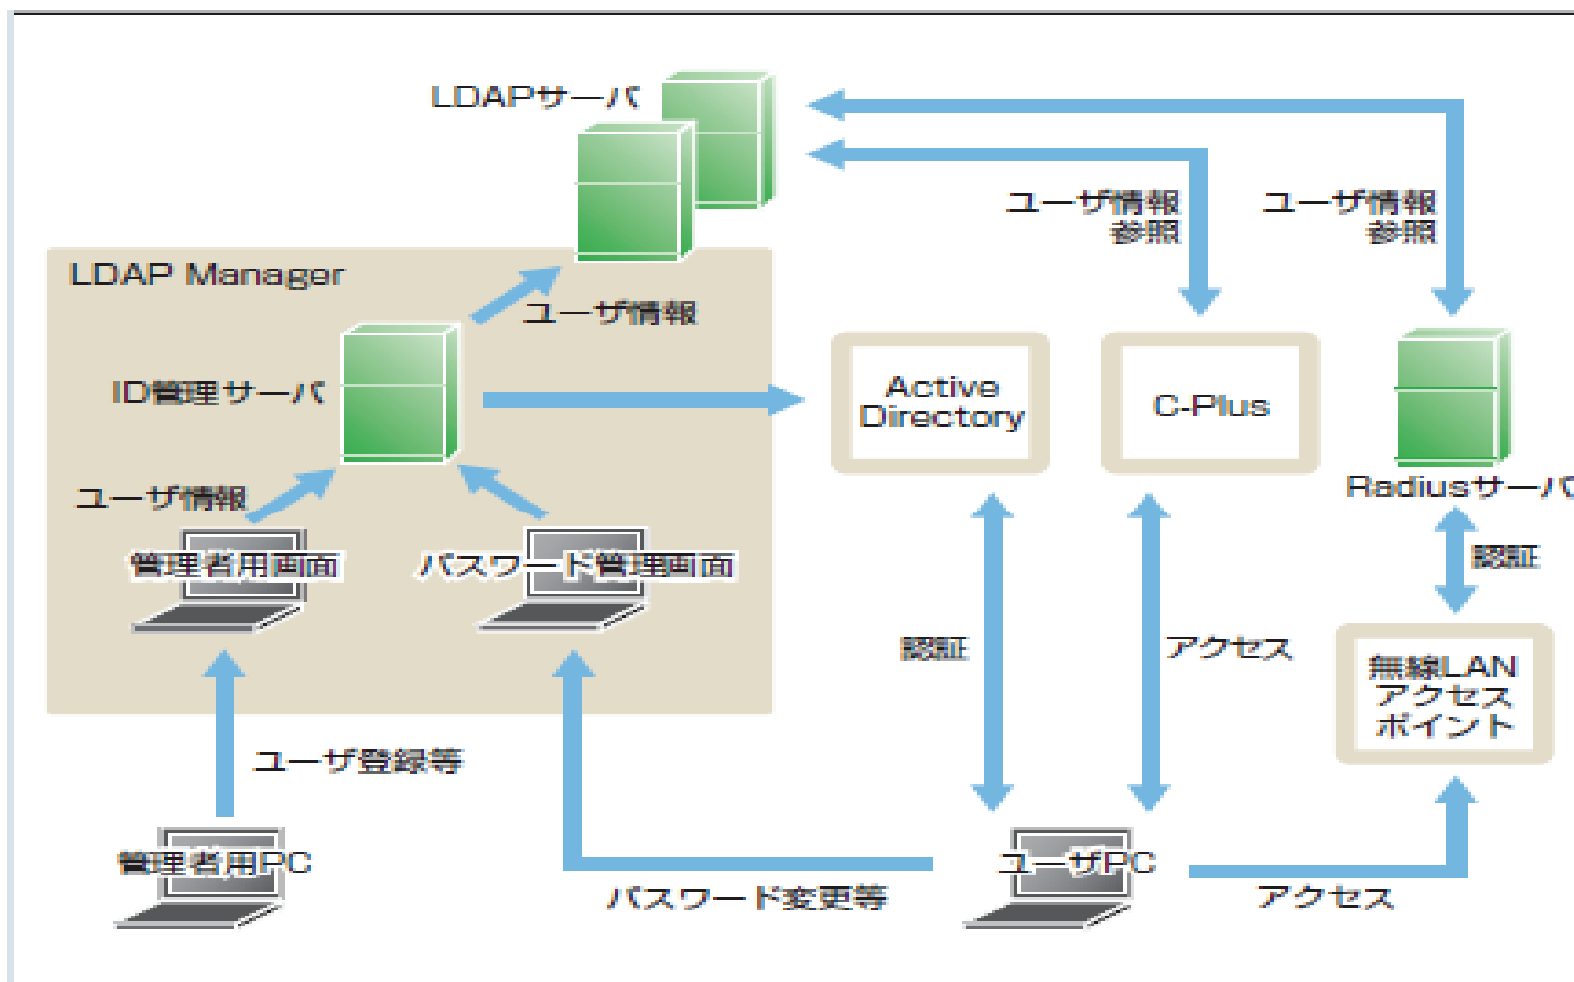 LDAPサーバ
ユーザ情報
参照
ユーザ情報
参照
LDAP Manager
ユーザ情報
ID管理サーバ
Active
Directory
C-Plus
ユーザ情報
Radiusサーバ
管理者用画面
パスワード管理画面
認証
認証
アクセス
無線LAN
アクセス
ポイント
ユーザ登録等
管理者用PC
ユーザPC
パスワード変更等
アクセス